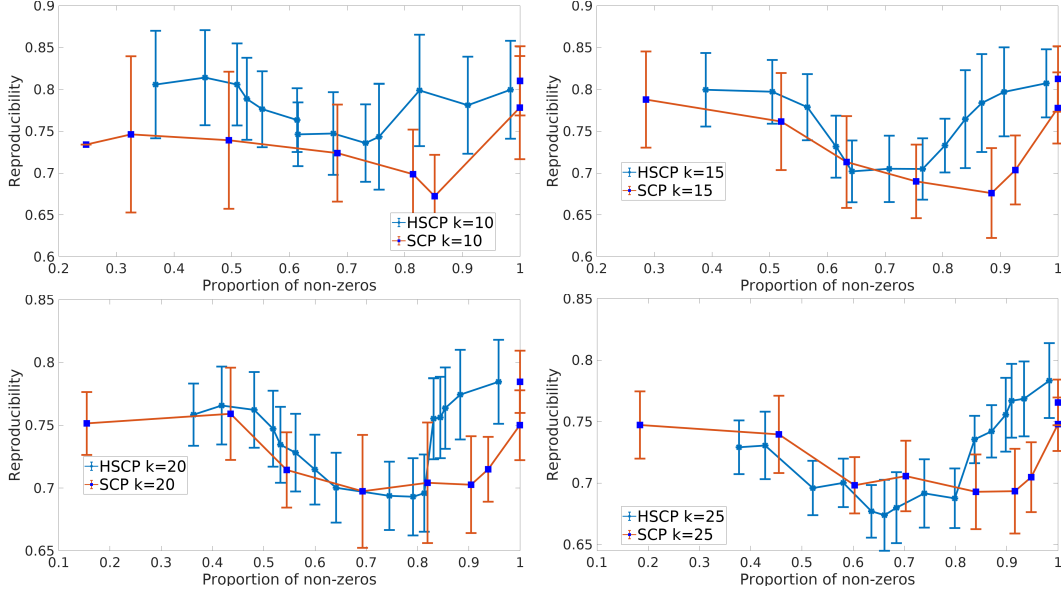 0.9
0.85
0.8
0.75
0.7
0.65
0.6
Reproducibility
HSCP k=10
SCP k=10
0.2 0.3 0.4 0.5 0.6 0.7 0.8 0.9 1
Proportion of non-zeros
0.9
0.85
0.8
0.75
0.7
0.65
0.6
Reproducibility
HSCP k=15
SCP k=15
0.2 0.3 0.4 0.5 0.6 0.7 0.8 0.9 1
Proportion of non-zeros
0.85
0.8
0.75
0.7
0.65
Reproducibility
HSCP k=20
SCP k=20
0.1 0.2 0.3 0.4 0.5 0.6 0.7 0.8 0.9 1
Proportion of non-zeros
0.85
0.8
0.75
0.7
0.65
Reproducibility
HSCP k=25
SCP k=25
0.1 0.2 0.3 0.4 0.5 0.6 0.7 0.8 0.9 1
Proportion of non-zeros